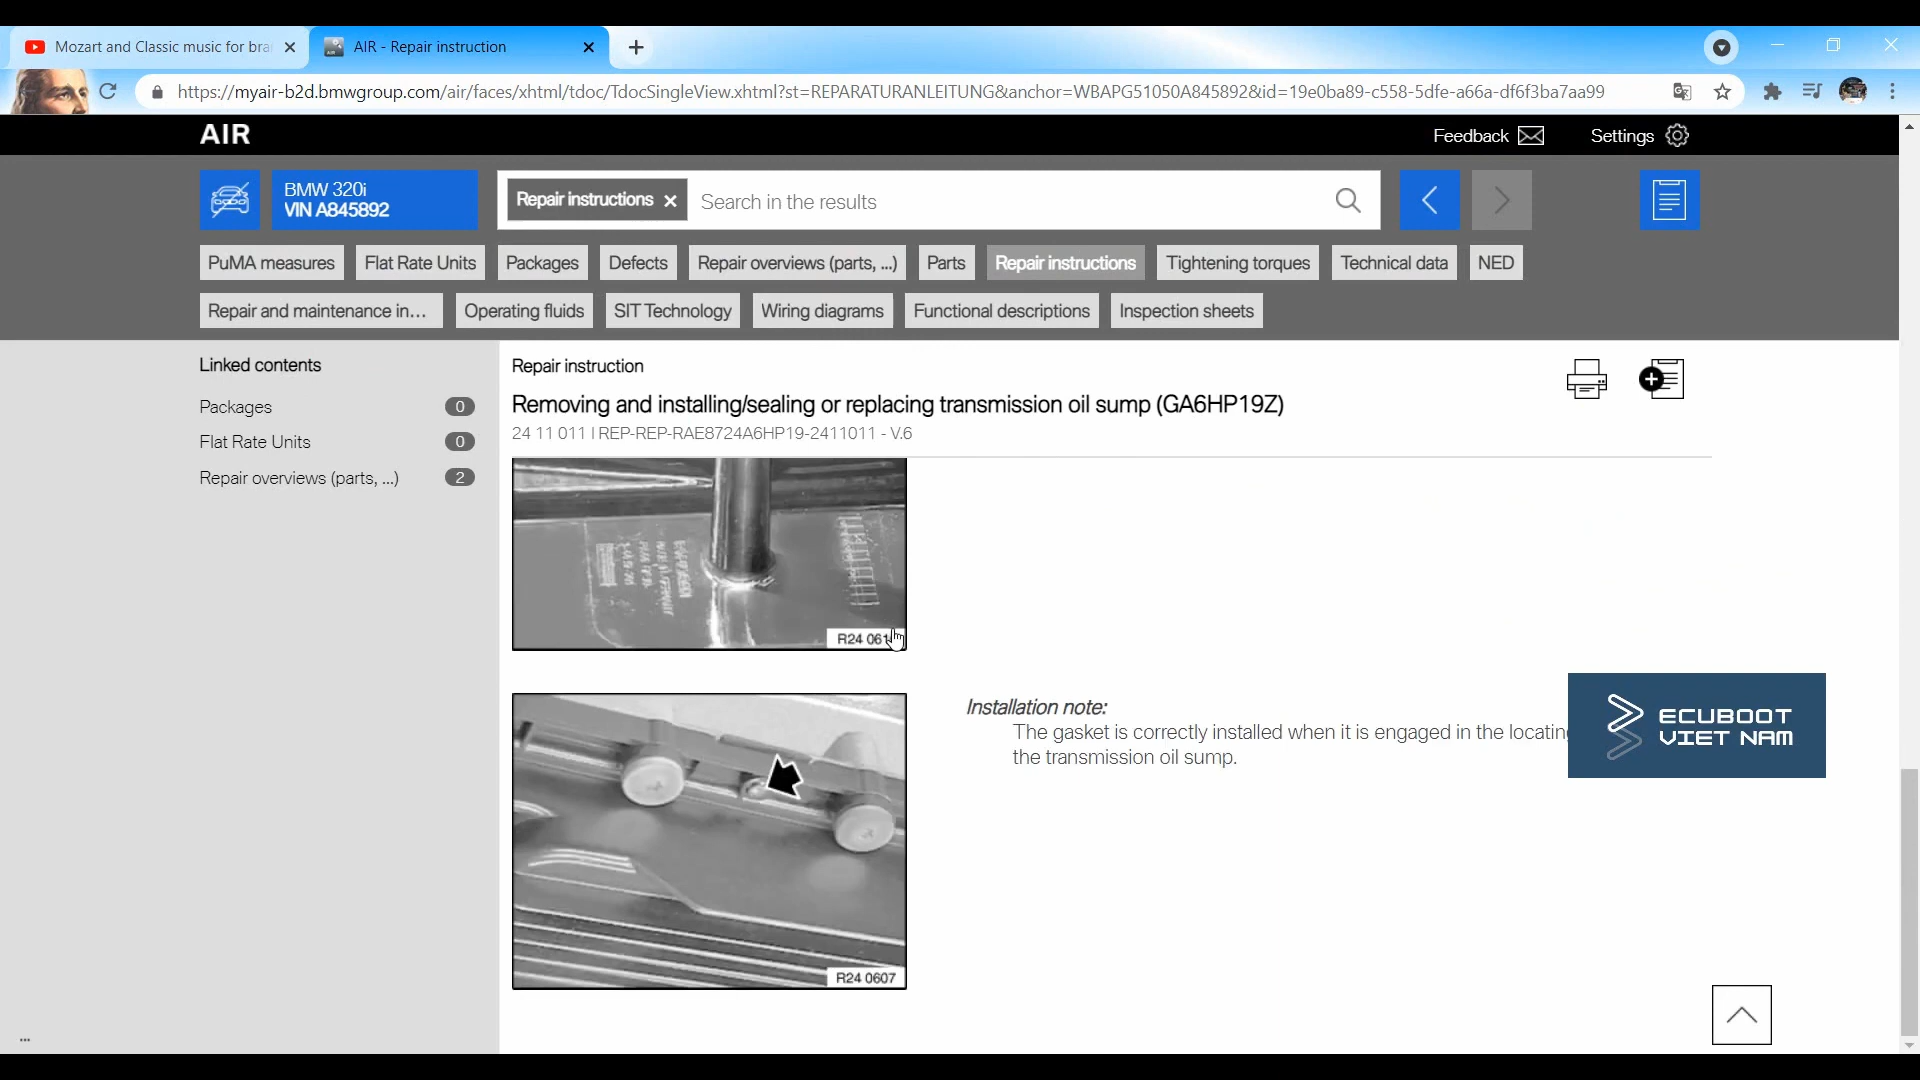 Mozart and Classic music for bra
AIR - Repair instruction
https://myair-b2d.bmwgroup.com/air/faces/xhtml/tdoc/TdocSingleView.xhtml?st=REPARATURANLEITUNG&anchor=WBAPG51050A845892&id=19e0ba89-c558-5dfe-a66a-df6f3ba7aa99
AIR
Feedback
Settings
BMW 320i
VIN A845892
Repair instructions
Search in the results
PuMA measures
Flat Rate Units
Packages
Defects
Repair overviews (parts, ...)
Parts
Repair instructions
Tightening torques
Technical data
NED
Repair and maintenance in...
Operating fluids
SIT Technology
Wiring diagrams
Functional descriptions
Inspection sheets
Linked contents
Packages 0
Flat Rate Units 0
Repair overviews (parts, ...) 2
Repair instruction
Removing and installing/sealing or replacing transmission oil sump (GA6HP19Z)
24 11 011 I REP-REP-RAE8724A6HP19-2411011 - V.6
R24 061
Installation note:
The gasket is correctly installed when it is engaged in the locating
the transmission oil sump.
ECUBOOT
VIET NAM
R24 0607
...